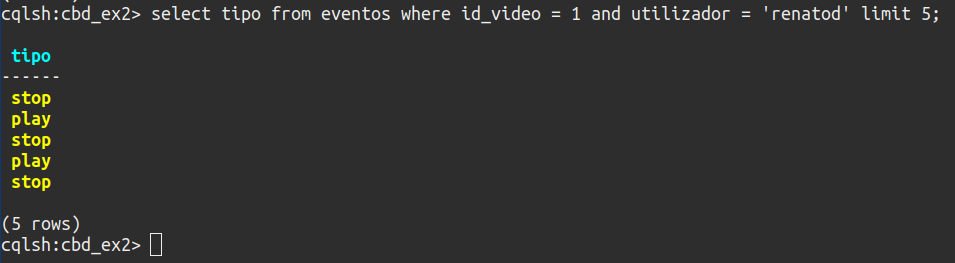 cqlsh:cbd_ex2> select tipo from eventos where id_video = 1 and utilizador = 'renatod' limit 5;
tipo
------
stop
play
stop
play
stop
(5 rows)
cqlsh:cbd_ex2>